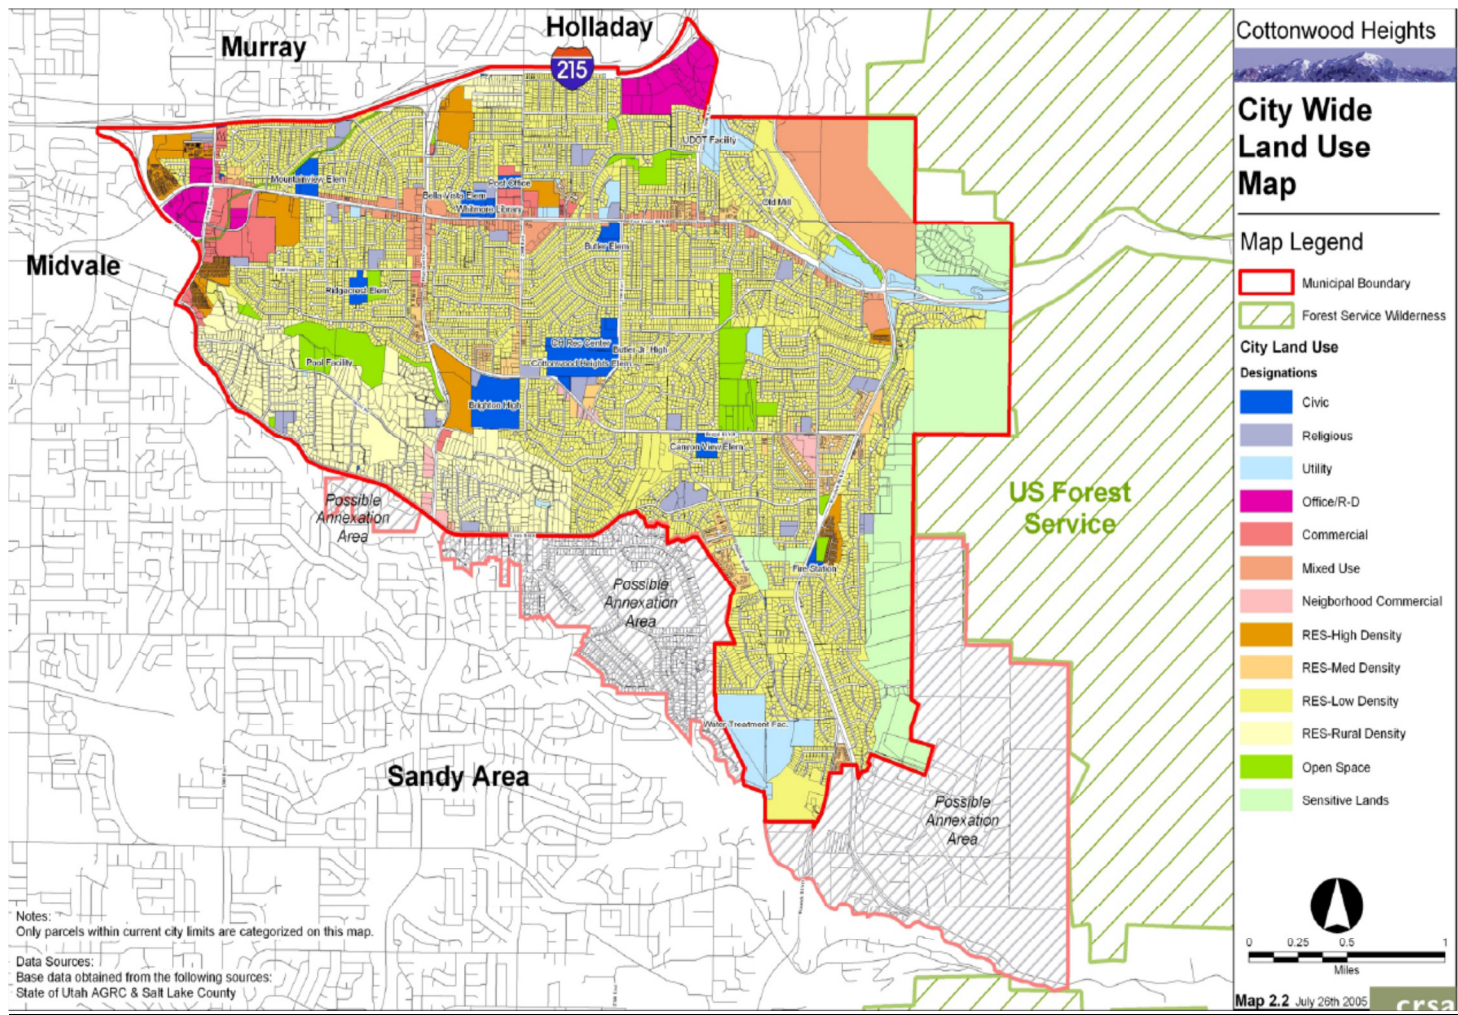 Murray
Holladay
215
Midvale
UDOT Facility
Mountainview Elem
Post Office
Bella Vista Elem
Whitmore Library
Old Mill
Butler Elem
Ridgecrest Elem
CH Rec Center
Butler Jr. High
Cottonwood Heights Elem
Pool Facility
Brighton High
Canyon View Elem
Possible
Annexation
Area
US Forest
Service
Fire Station
Possible
Annexation
Area
Water Treatment Fac.
Sandy Area
Possible
Annexation
Area
Notes:
Only parcels within current city limits are categorized on this map.
Data Sources:
Base data obtained from the following sources:
State of Utah AGRC & Salt Lake County
Cottonwood Heights
City Wide
Land Use
Map
Map Legend
Municipal Boundary
Forest Service Wilderness
City Land Use
Designations
Civic
Religious
Utility
Office/R-D
Commercial
Mixed Use
Neigborhood Commercial
RES-High Density
RES-Med Density
RES-Low Density
RES-Rural Density
Open Space
Sensitive Lands
0 0.25 0.5 1
Miles
Map 2.2 July 26th 2005
crsa